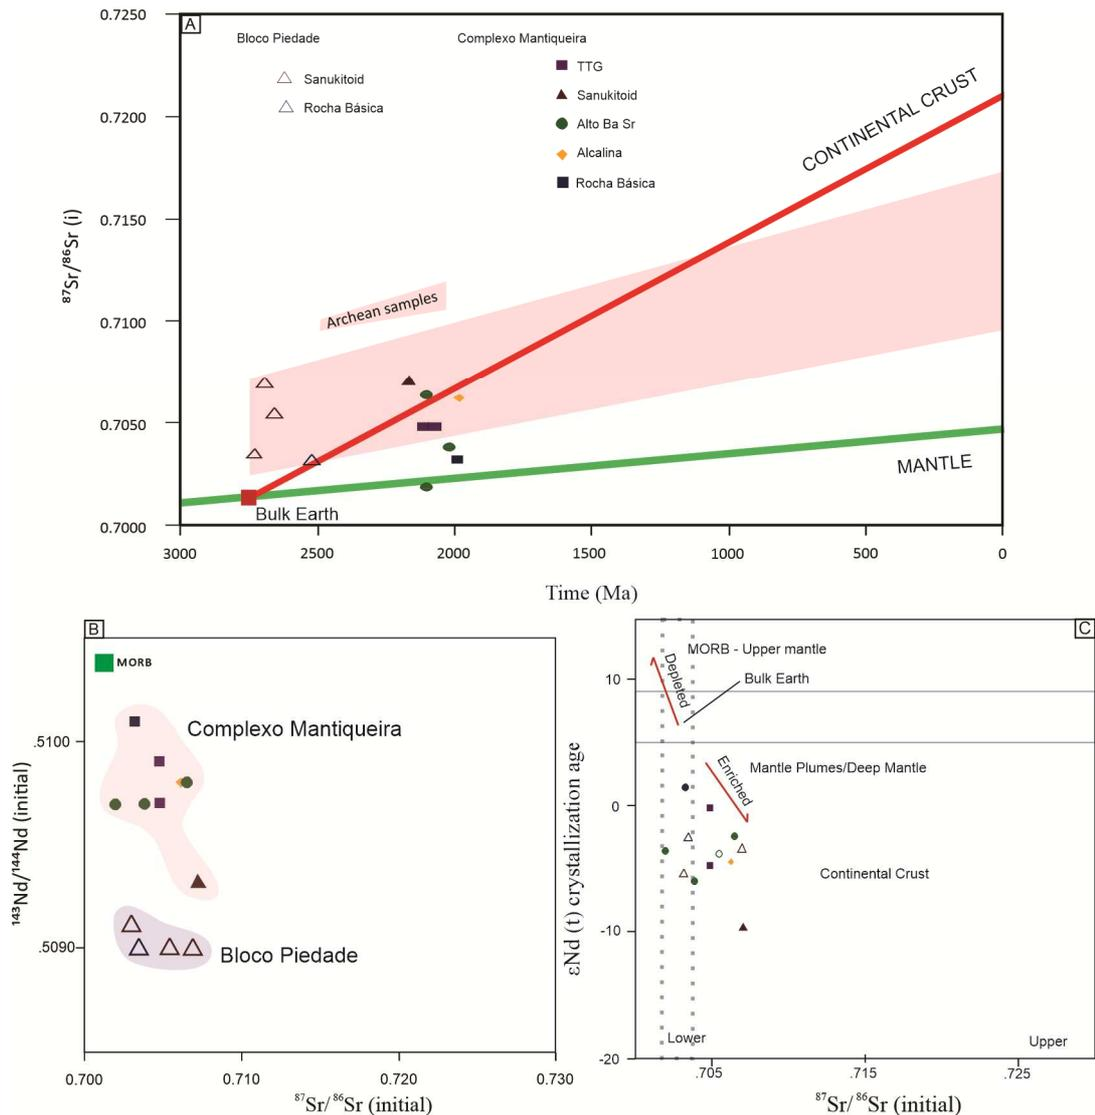 A
0.7250
0.7200
0.7150
0.7100
0.7050
0.7000
⁸⁷Sr/⁸⁶Sr (i)
Bloco Piedade
Sanukitoid
Rocha Básica
Complexo Mantiqueira
TTG
Sanukitoid
Alto Ba Sr
Alcalina
Rocha Básica
CONTINENTAL CRUST
Archean samples
MANTLE
Bulk Earth
3000 2500 2000 1500 1000 500 0
Time (Ma)
B
MORB
Complexo Mantiqueira
Bloco Piedade
.5100
.5090
¹⁴³Nd/¹⁴⁴Nd (initial)
0.700 0.710 0.720 0.730
⁸⁷Sr/⁸⁶Sr (initial)
C
MORB - Upper mantle
Depleted
Bulk Earth
Enriched
Mantle Plumes/Deep Mantle
Continental Crust
Lower
Upper
10
0
-10
-20
εNd (t) crystallization age
.705 .715 .725
⁸⁷Sr/⁸⁶Sr (initial)